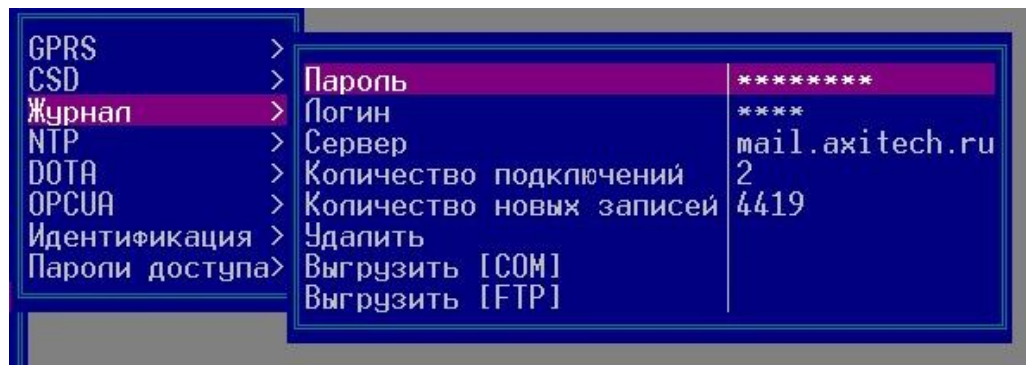 GPRS >
CSD >
Журнал >
NTP >
DOTA >
OPCUA >
Идентификация >
Пароли доступа>
Пароль ********
Логин ****
Сервер mail.axitech.ru
Количество подключений 2
Количество новых записей 4419
Удалить
Выгрузить [COM]
Выгрузить [FTP]